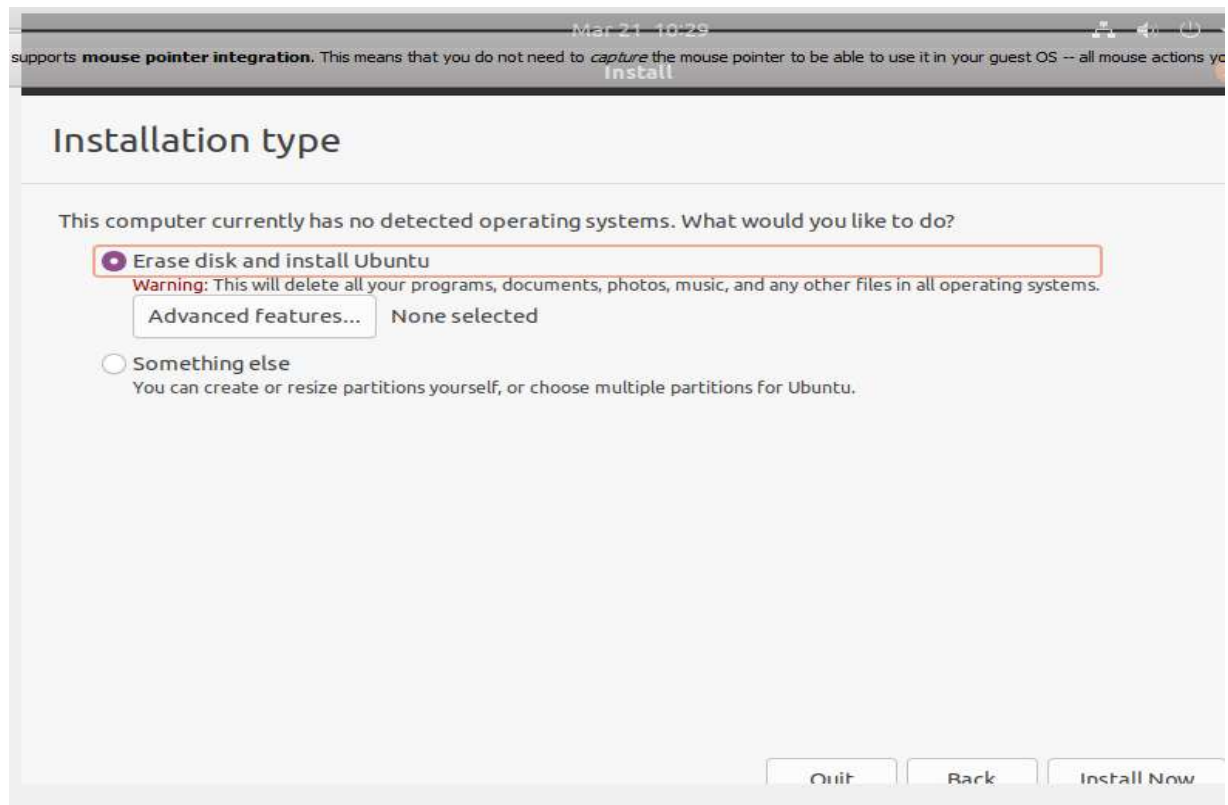 Mar 21 10:29
supports mouse pointer integration. This means that you do not need to capture the mouse pointer to be able to use it in your guest OS -- all mouse actions
Install
Installation type
This computer currently has no detected operating systems. What would you like to do?
Erase disk and install Ubuntu
Warning: This will delete all your programs, documents, photos, music, and any other files in all operating systems.
Advanced features... None selected
Something else
You can create or resize partitions yourself, or choose multiple partitions for Ubuntu.
Quit Back Install Now